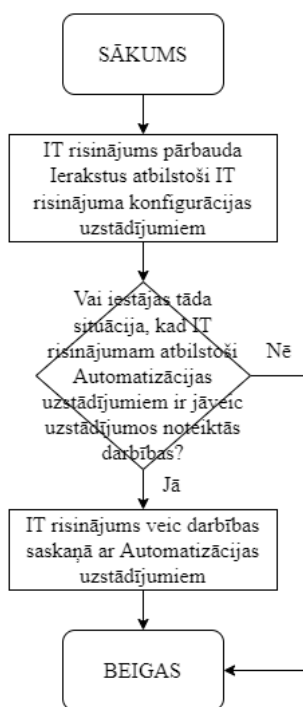 SĀKUMS
IT risinājums pārbauda
Ierakstus atbilstoši IT
risinājuma konfigurācijas
uzstādījumiem
Vai iestājas tāda
situācija, kad IT
risinājumam atbilstoši
Automatizācijas
uzstādījumiem ir jāveic
uzstādījumos noteiktās
darbības?
Nē
Jā
IT risinājums veic darbības
saskaņā ar Automatizācijas
uzstādījumiem
BEIGAS